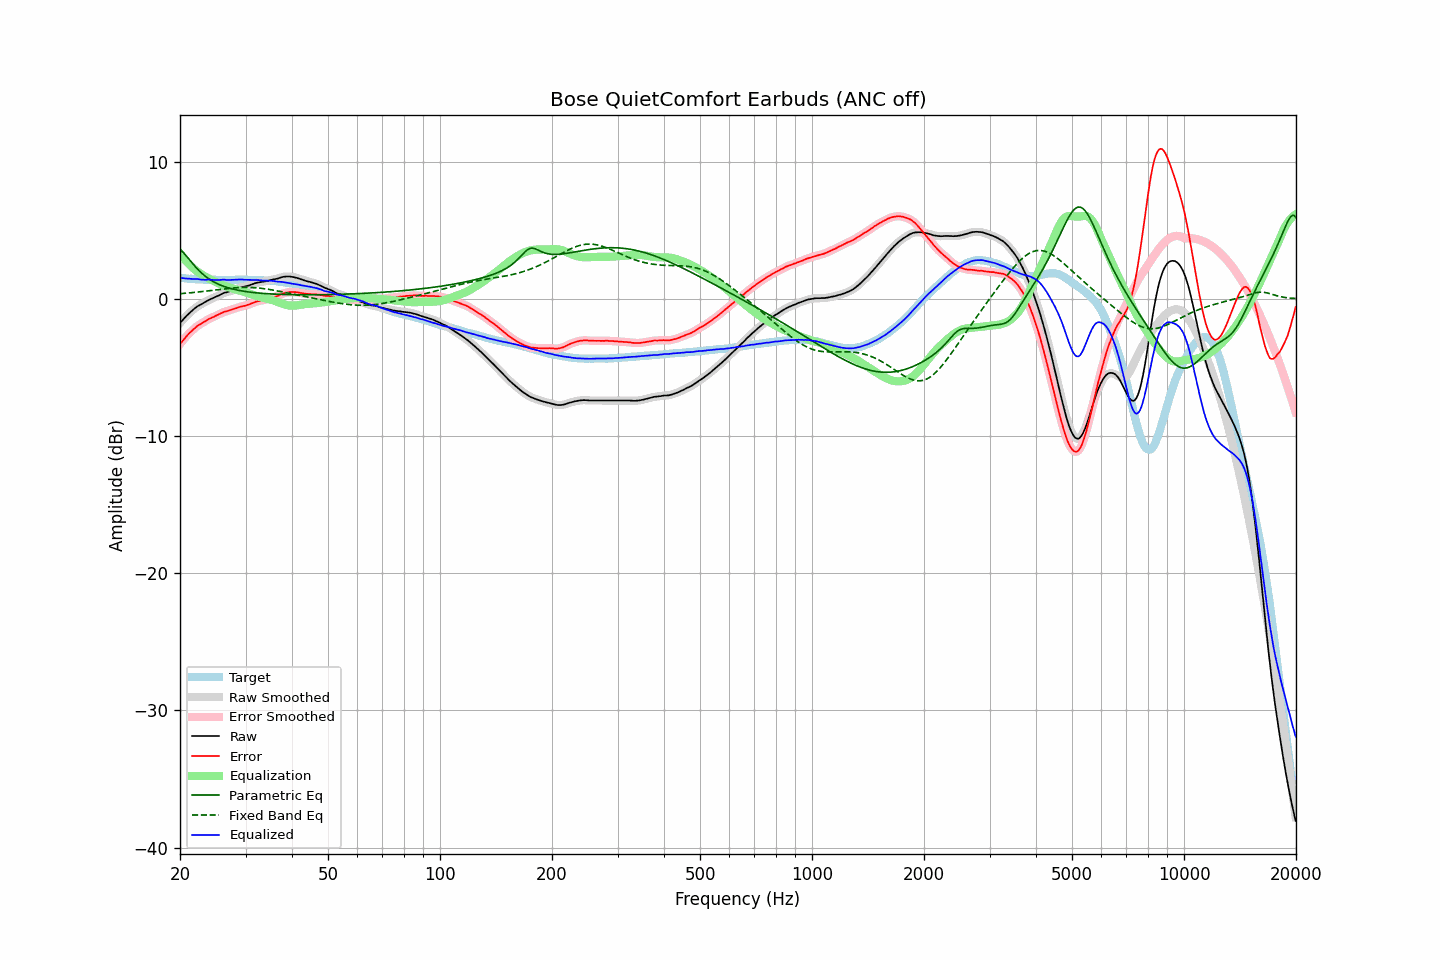 Bose QuietComfort Earbuds (ANC off)
10
0
−10
−20
−30
−40
Amplitude (dBr)
Target
Raw Smoothed
Error Smoothed
Raw
Error
Equalization
Parametric Eq
Fixed Band Eq
Equalized
20 50 100 200 500 1000 2000 5000 10000 20000
Frequency (Hz)